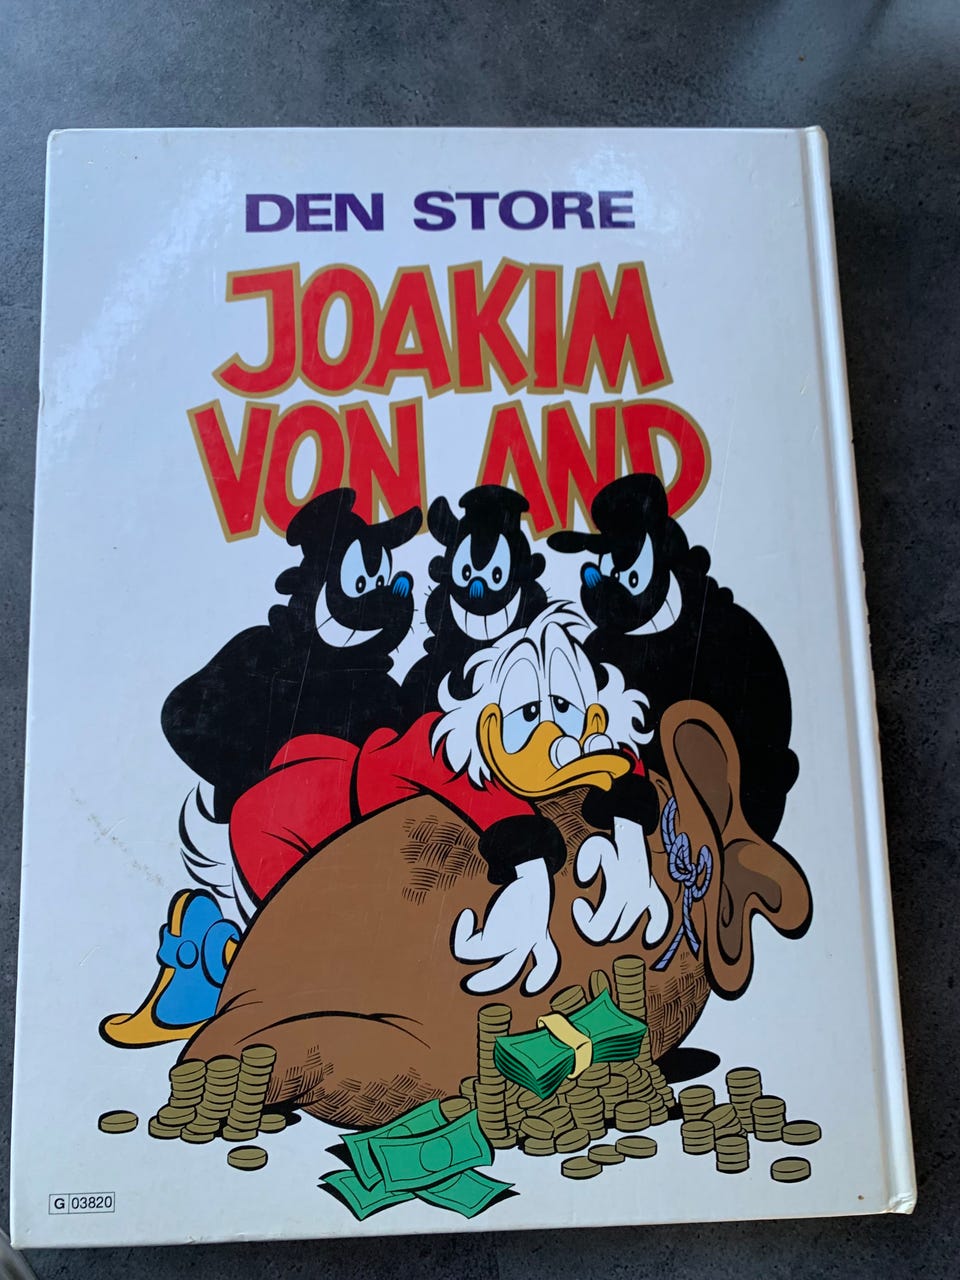 DEN STORE
JOAKIM
VON AND
G 03820